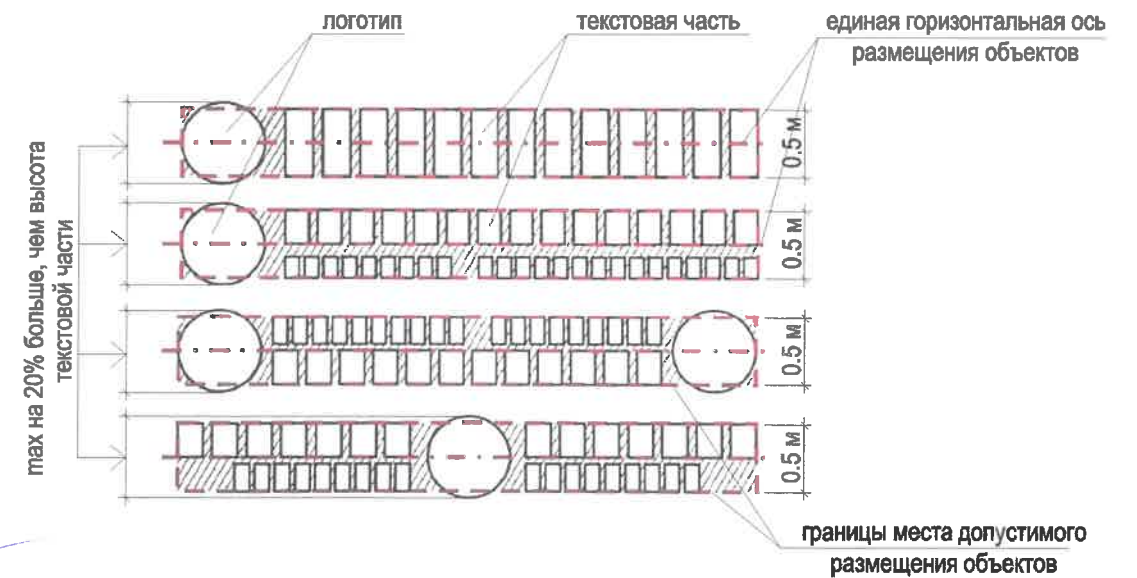 логотип
текстовая часть
единая горизонтальная ось
размещения объектов
max на 20% больше, чем высота
текстовой части
0.5 м
0.5 м
0.5 м
0.5 м
границы места допустимого
размещения объектов